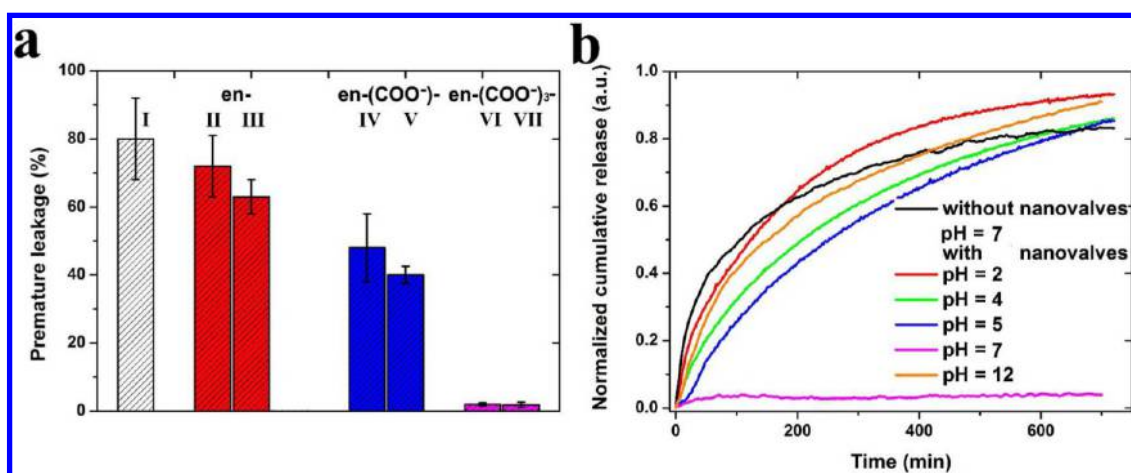 a
100
80
60
40
20
0
Premature leakage (%)
en- en-(COO⁻)- en-(COO⁻)₃-
I II III IV V VI VII
b
1.0
0.8
0.6
0.4
0.2
0.0
Normalized cumulative release (a.u.)
without nanovalves
pH = 7
with nanovalves
pH = 2
pH = 4
pH = 5
pH = 7
pH = 12
0 200 400 600
Time (min)